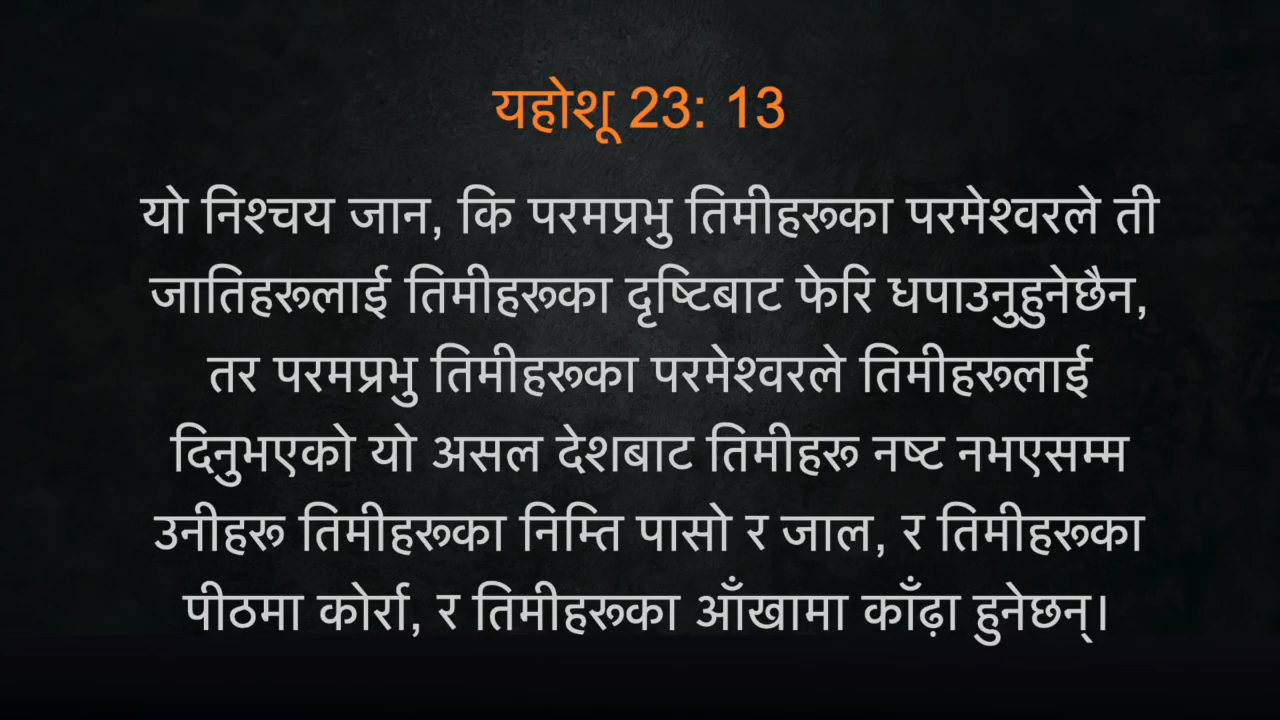 यहोशू 23: 13
यो निश्चय जान, कि परमप्रभु तिमीहरूका परमेश्वरले ती
जातिहरूलाई तिमीहरूका दृष्टिबाट फेरि धपाउनुहुनेछैन,
तर परमप्रभु तिमीहरूका परमेश्वरले तिमीहरूलाई
दिनुभएको यो असल देशबाट तिमीहरू नष्ट नभएसम्म
उनीहरू तिमीहरूका निम्ति पासो र जाल, र तिमीहरूका
पीठमा कोर्रा, र तिमीहरूका आँखामा काँढ़ा हुनेछन्।